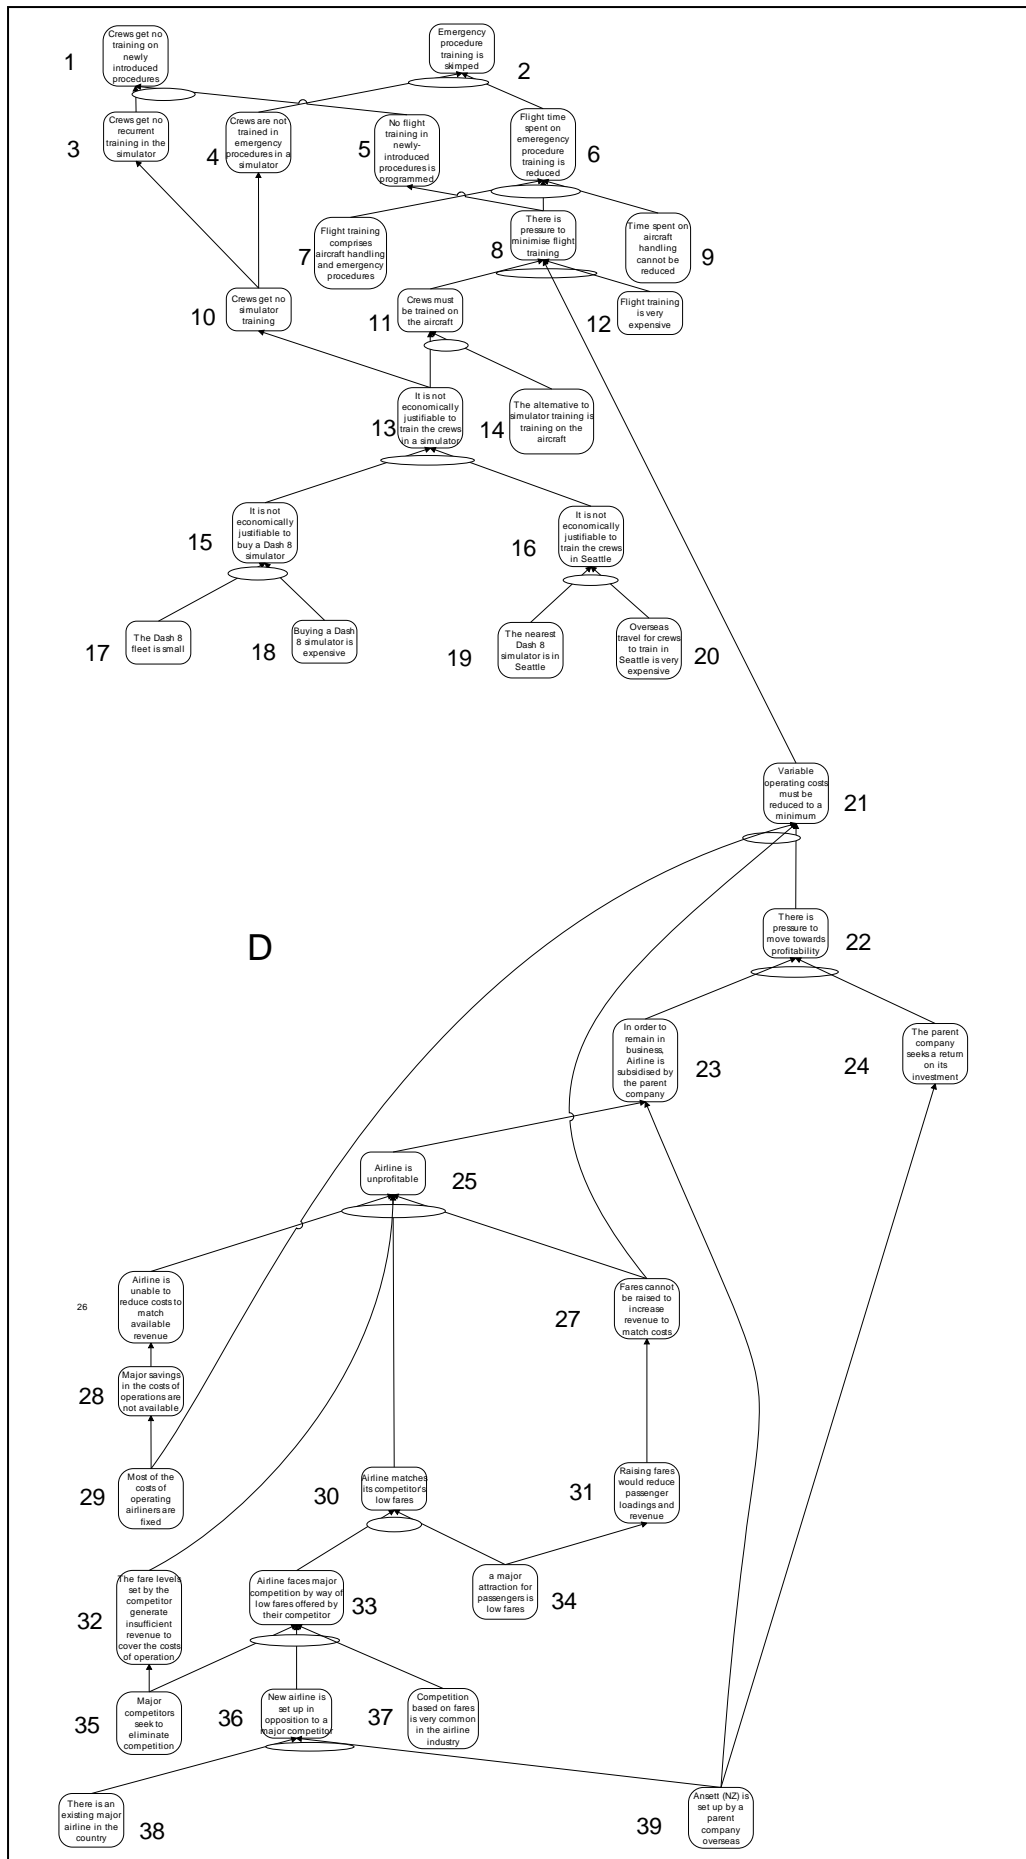 Crews get no
training on
newly
introduced
procedures
1
Emergency
procedure
training is
skimped
2
Crews get no
recurrent
training in the
simulator
3
Crews are not
trained in
emergency
procedures in a
simulator
4
No flight
training in
newly-
introduced
procedures is
programmed
5
Flight time
spent on
emeregency
procedure
training is
reduced
6
Flight training
comprises
aircraft handling
and emergency
procedures
7
There is
pressure to
minimise flight
training
8
Time spent on
aircraft
handling
cannot be
reduced
9
Crews get no
simulator
training
10
Crews must
be trained on
the aircraft
11
Flight training
is very
expensive
12
It is not
economically
justifiable to
train the crews
in a simulator
13
The alternative to
simulator training is
training on the
aircraft
14
It is not
economically
justifiable to
buy a Dash 8
simulator
15
It is not
economically
justifiable to
train the crews
in Seattle
16
The Dash 8
fleet is small
17
Buying a Dash
8 simulator is
expensive
18
The nearest
Dash 8
simulator is in
Seattle
19
Overseas
travel for crews
to train in
Seattle is very
expensive
20
Variable
operating costs
must be
reduced to a
minimum
21
D
There is
pressure to
move towards
profitability
22
In order to
remain in
business,
Airline is
subsidised by
the parent
company
23
The parent
company
seeks a return
on its
investment
24
Airline is
unprofitable
25
Airline is
unable to
reduce costs to
match
available
revenue
26
Fares cannot
be raised to
increase
revenue to
match costs
27
Major savings
in the costs of
operations are
not available
28
Most of the
costs of
operating
airliners are
fixed
29
Airline matches
its competitor's
low fares
30
Raising fares
would reduce
passenger
loadings and
revenue
31
The fare levels
set by the
competitor
generate
insufficient
revenue to
cover the costs
of operation
32
Airline faces major
competition by way of
low fares offered by
their competitor
33
a major
attraction for
passengers is
low fares
34
Major
competitors
seek to
eliminate
competition
35
New airline is
set up in
opposition to a
major competitor
36
Competition
based on fares
is very common
in the airline
industry
37
There is an
existing major
airline in the
country
38
Ansett (NZ) is
set up by a
parent
company
overseas
39